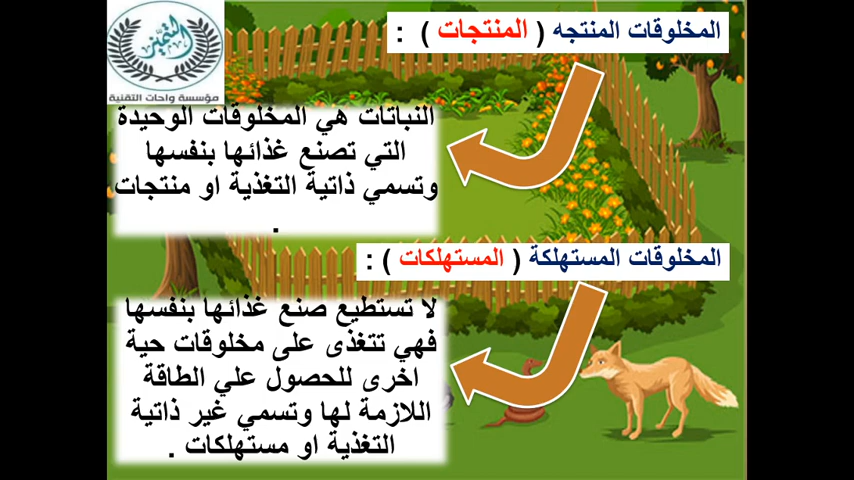 التميز
مؤسسة واحات التقنية
المخلوقات المنتجه ( المنتجات ) :
النباتات هي المخلوقات الوحيدة
التي تصنع غذائها بنفسها
وتسمي ذاتية التغذية او منتجات
.
المخلوقات المستهلكة ( المستهلكات ) :
لا تستطيع صنع غذائها بنفسها
فهي تتغذى على مخلوقات حية
اخرى للحصول علي الطاقة
اللازمة لها وتسمي غير ذاتية
التغذية او مستهلكات .